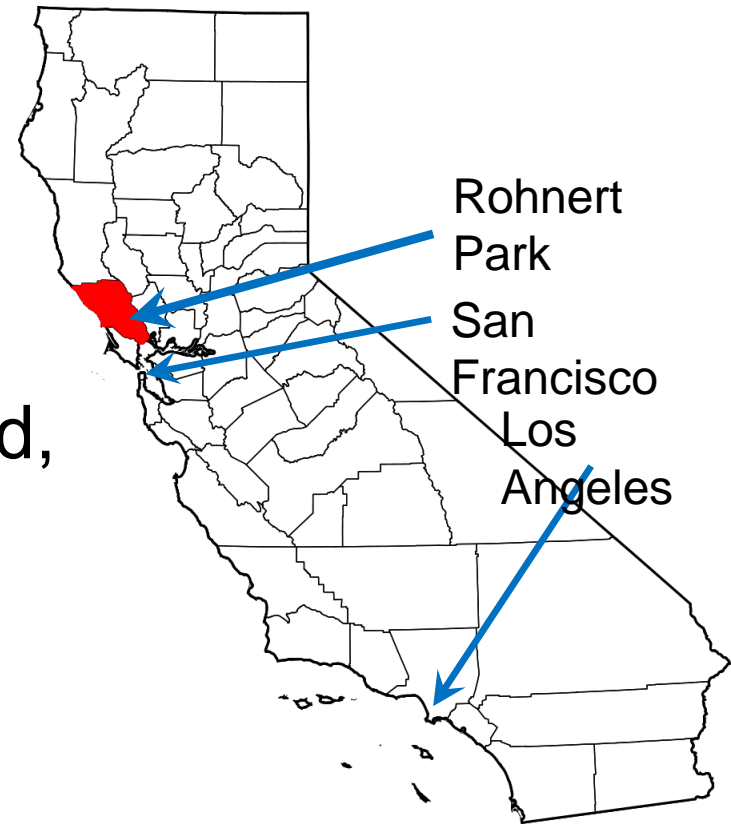 Rohnert
Park
San
Francisco
d,
Los
Angeles